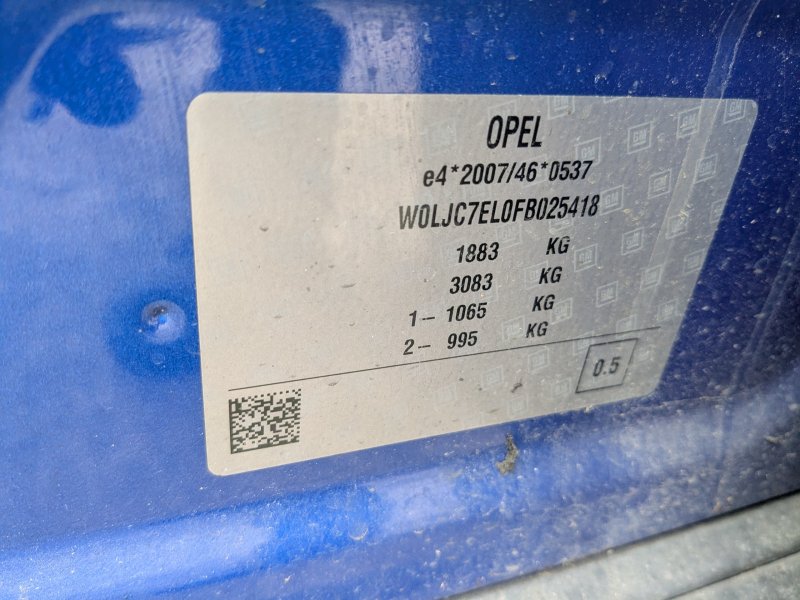 OPEL
e4*2007/46*0537
W0LJC7EL0FB025418
1883 KG
3083 KG
1- 1065 KG
2- 995 KG
0.5